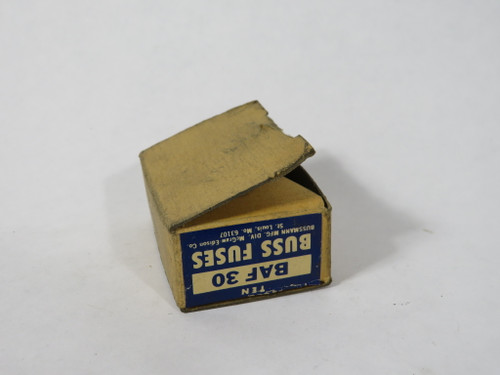 TEN
BAF 30
BUSS FUSES
BUSSMANN MFG. DIV. McGraw Edison Co.
St. Louis, Mo. 63107